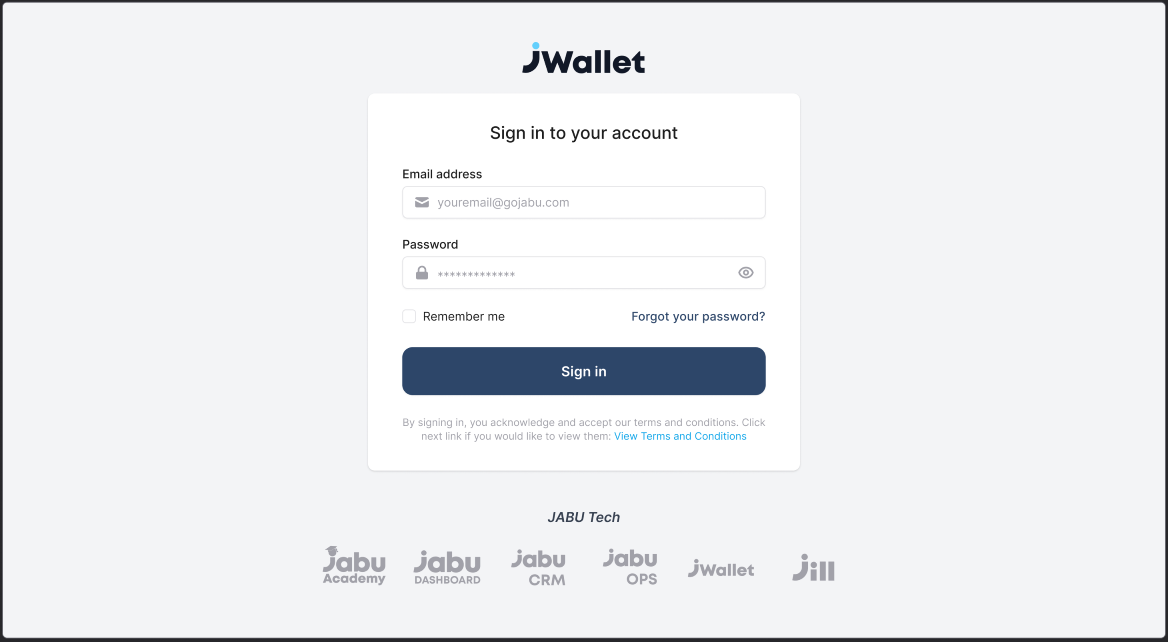 jWallet
Sign in to your account
Email address
youremail@gojabu.com
Password
*************
Remember me
Forgot your password?
Sign in
By signing in, you acknowledge and accept our terms and conditions. Click
next link if you would like to view them: View Terms and Conditions
JABU Tech
jabu Academy
jabu DASHBOARD
jabu CRM
jabu OPS
jWallet
Jill